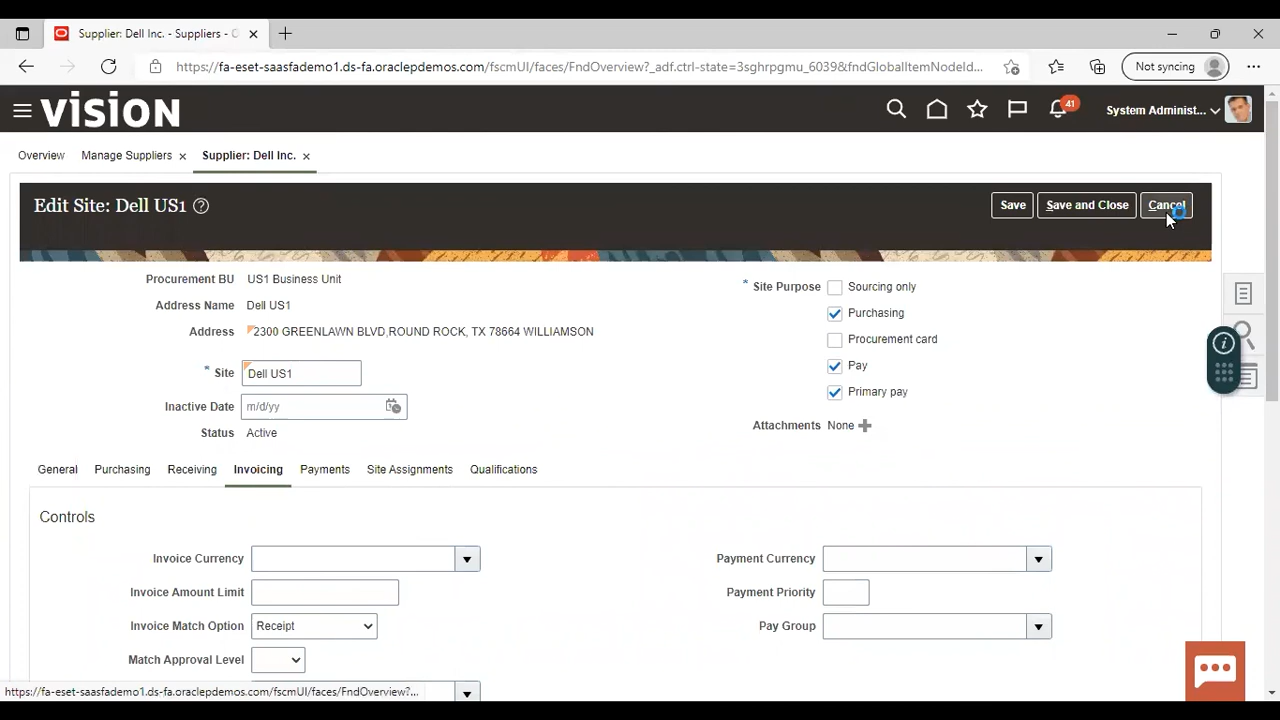 Supplier: Dell Inc. - Suppliers - O
https://fa-eset-saasfademo1.ds-fa.oraclepdemos.com/fscmUI/faces/FndOverview?_adf.ctrl-state=3sghrpgmu_6039&fndGlobalItemNodeId...
Not syncing
VISION
41
System Administ...
Overview
Manage Suppliers
Supplier: Dell Inc.
Edit Site: Dell US1
Save
Save and Close
Cancel
Procurement BU US1 Business Unit
Address Name Dell US1
Address 2300 GREENLAWN BLVD,ROUND ROCK, TX 78664 WILLIAMSON
* Site Dell US1
Inactive Date m/d/yy
Status Active
* Site Purpose Sourcing only
Purchasing
Procurement card
Pay
Primary pay
Attachments None
General
Purchasing
Receiving
Invoicing
Payments
Site Assignments
Qualifications
Controls
Invoice Currency
Invoice Amount Limit
Invoice Match Option Receipt
Match Approval Level
Payment Currency
Payment Priority
Pay Group
https://fa-eset-saasfademo1.ds-fa.oraclepdemos.com/fscmUI/faces/FndOverview?...